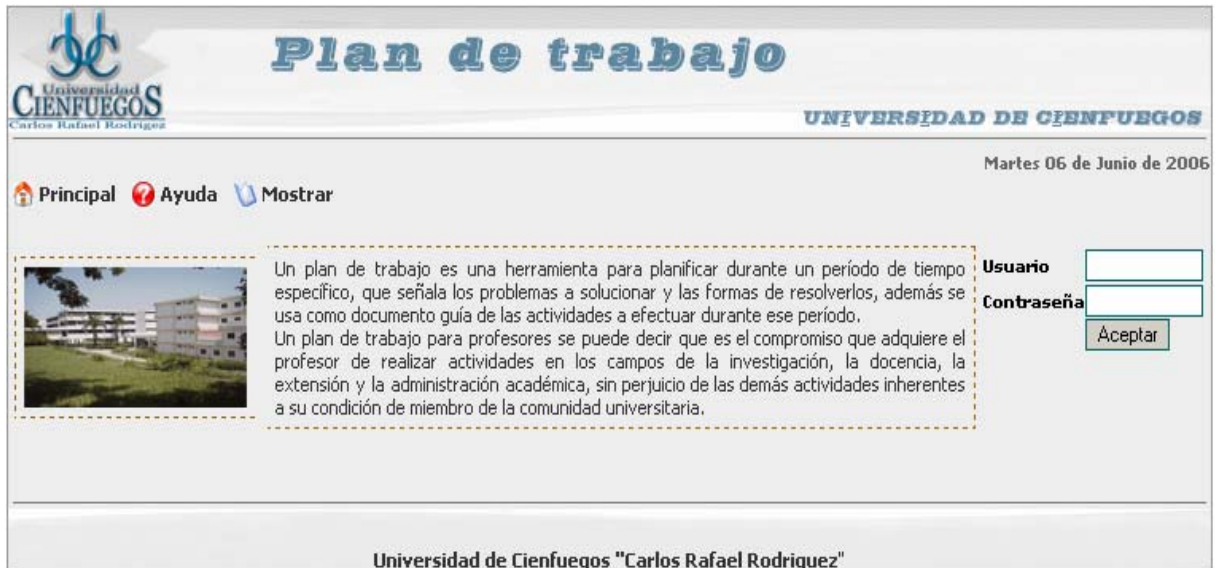 Universidad
CIENFUEGOS
Carlos Rafael Rodrigez
Plan de trabajo
UNIVERSIDAD DE CIENFUEGOS
Martes 06 de Junio de 2006
Principal Ayuda Mostrar
Un plan de trabajo es una herramienta para planificar durante un período de tiempo
específico, que señala los problemas a solucionar y las formas de resolverlos, además se
usa como documento guía de las actividades a efectuar durante ese período.
Un plan de trabajo para profesores se puede decir que es el compromiso que adquiere el
profesor de realizar actividades en los campos de la investigación, la docencia, la
extensión y la administración académica, sin perjuicio de las demás actividades inherentes
a su condición de miembro de la comunidad universitaria.
Usuario
Contraseña
Aceptar
Universidad de Cienfuegos "Carlos Rafael Rodriguez"